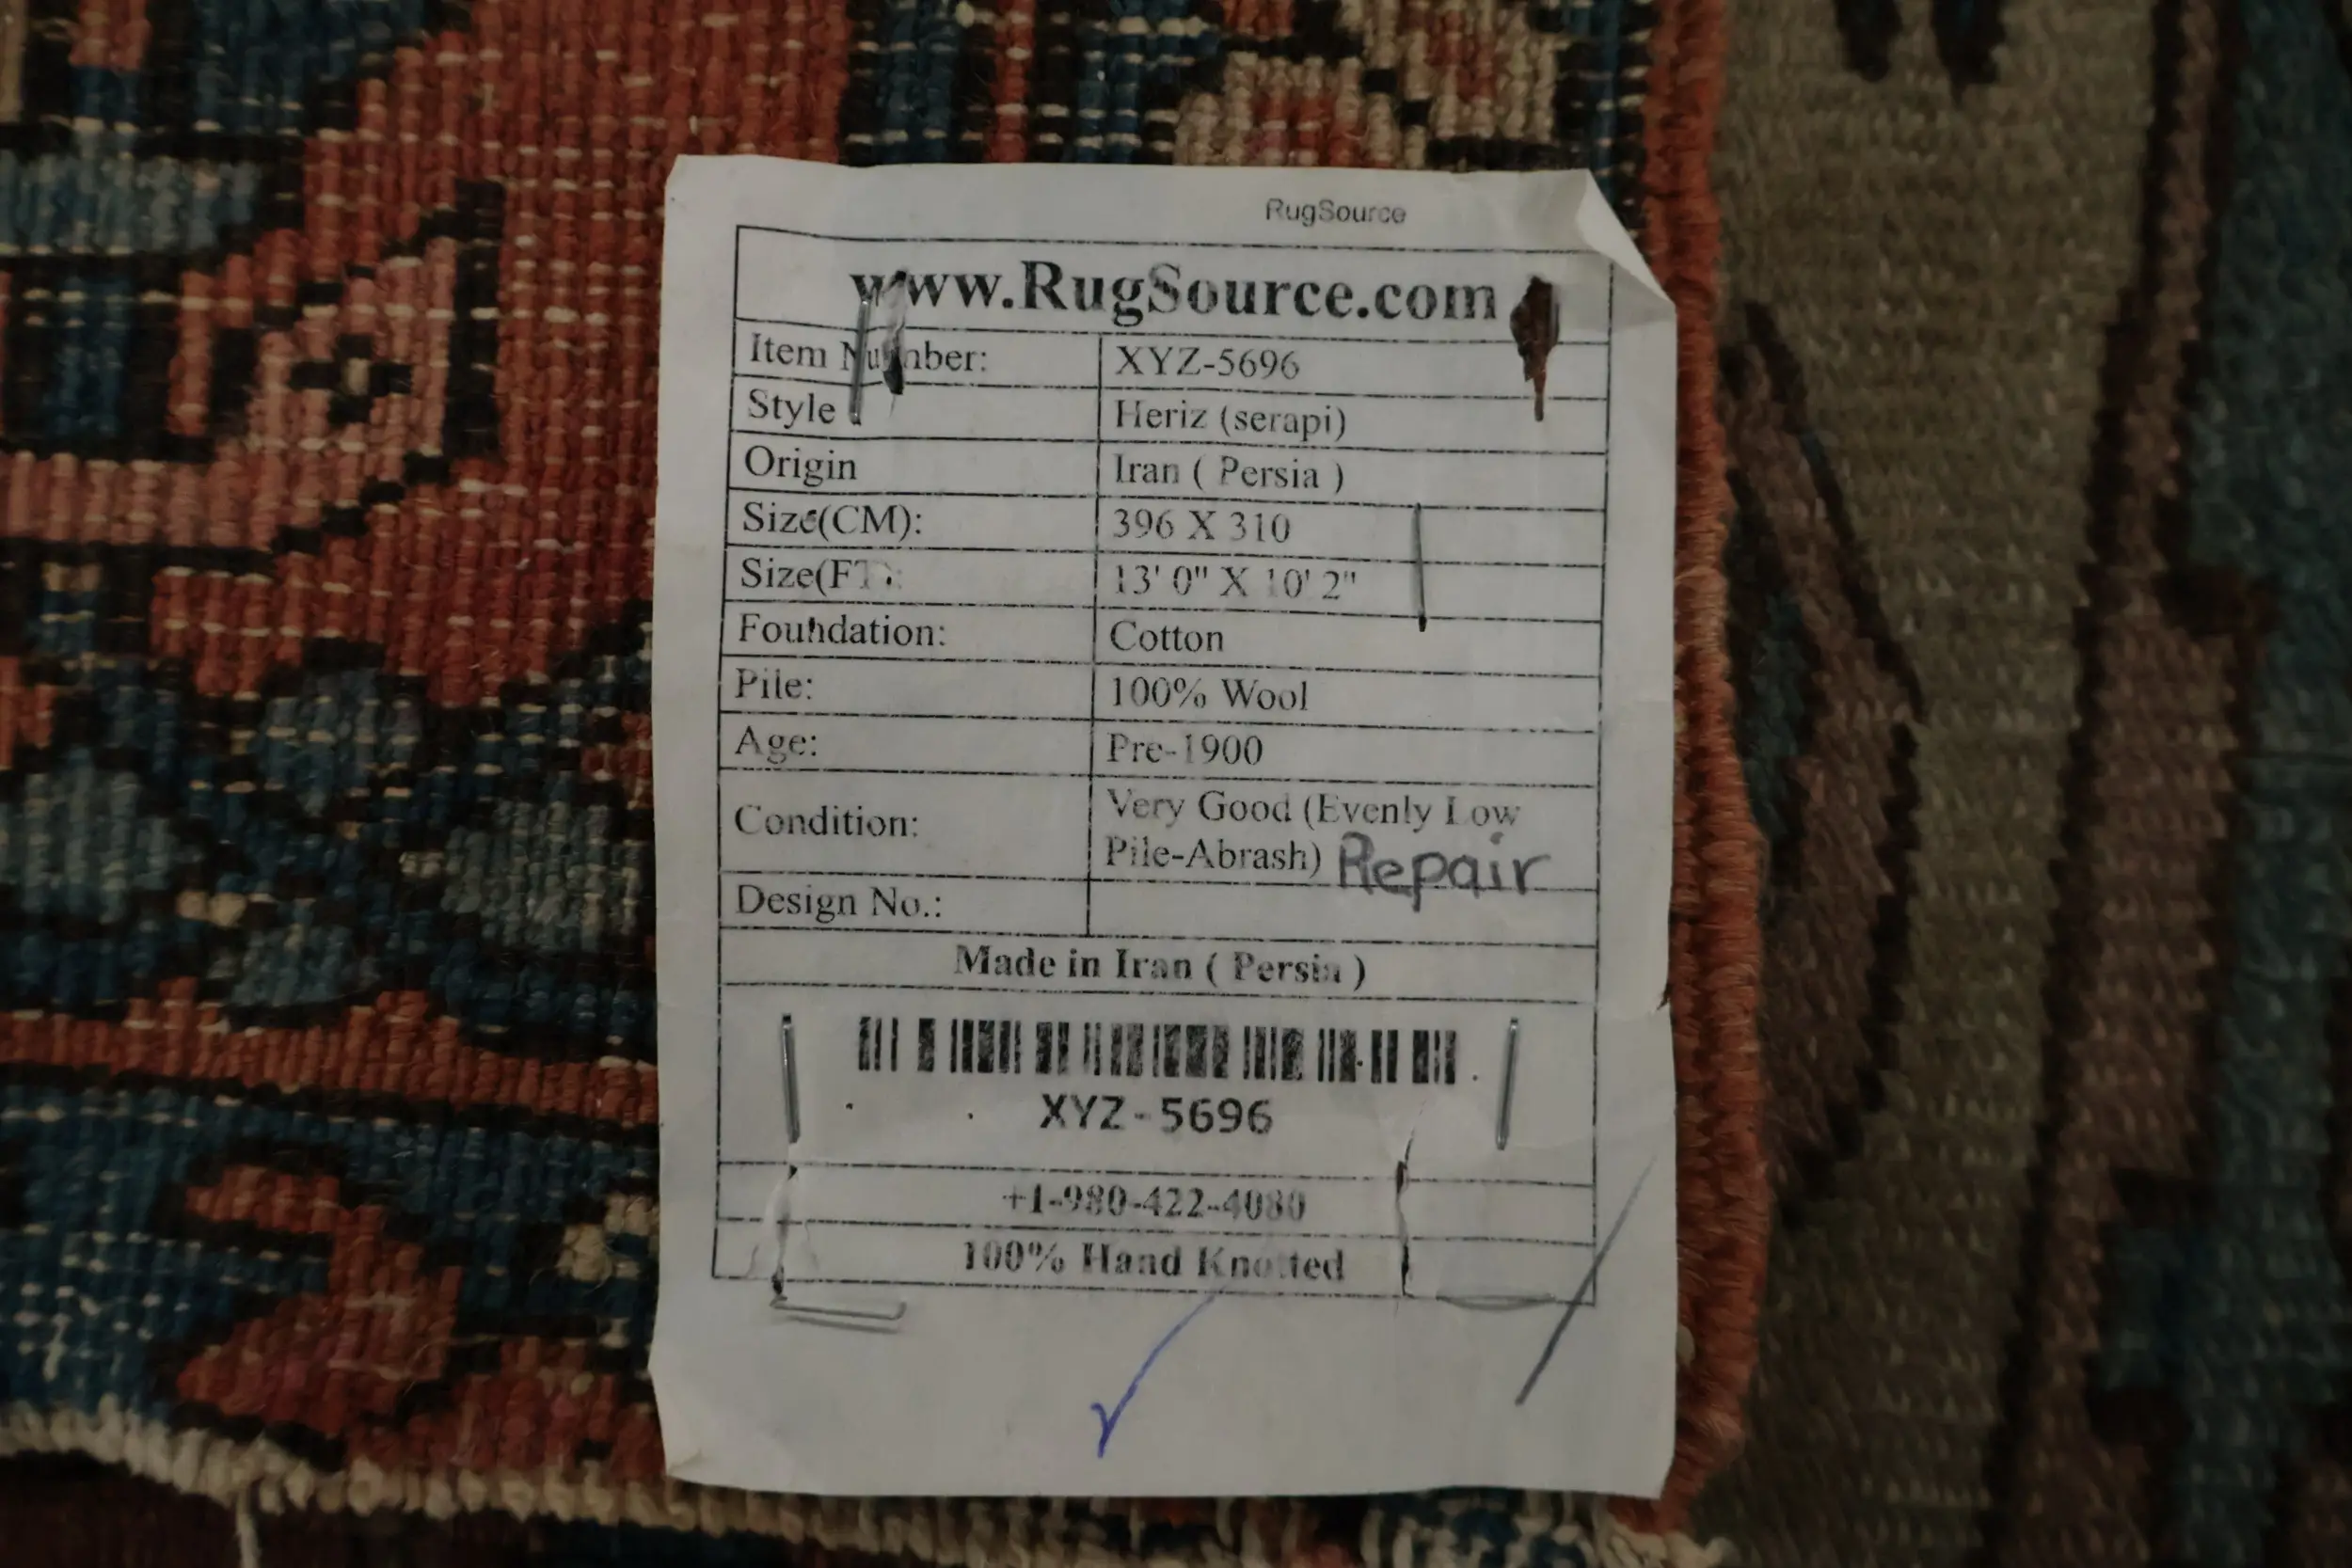 RugSource
www.RugSource.com
Item Number: XYZ-5696
Style Heriz (serapi)
Origin Iran ( Persia )
Size(CM): 396 X 310
Size(FT): 13' 0" X 10' 2"
Foundation: Cotton
Pile: 100% Wool
Age: Pre-1900
Condition: Very Good (Evenly Low
Pile-Abrash) Repair
Design No.:
Made in Iran ( Persia )
XYZ-5696
+1-980-422-4080
100% Hand Knotted